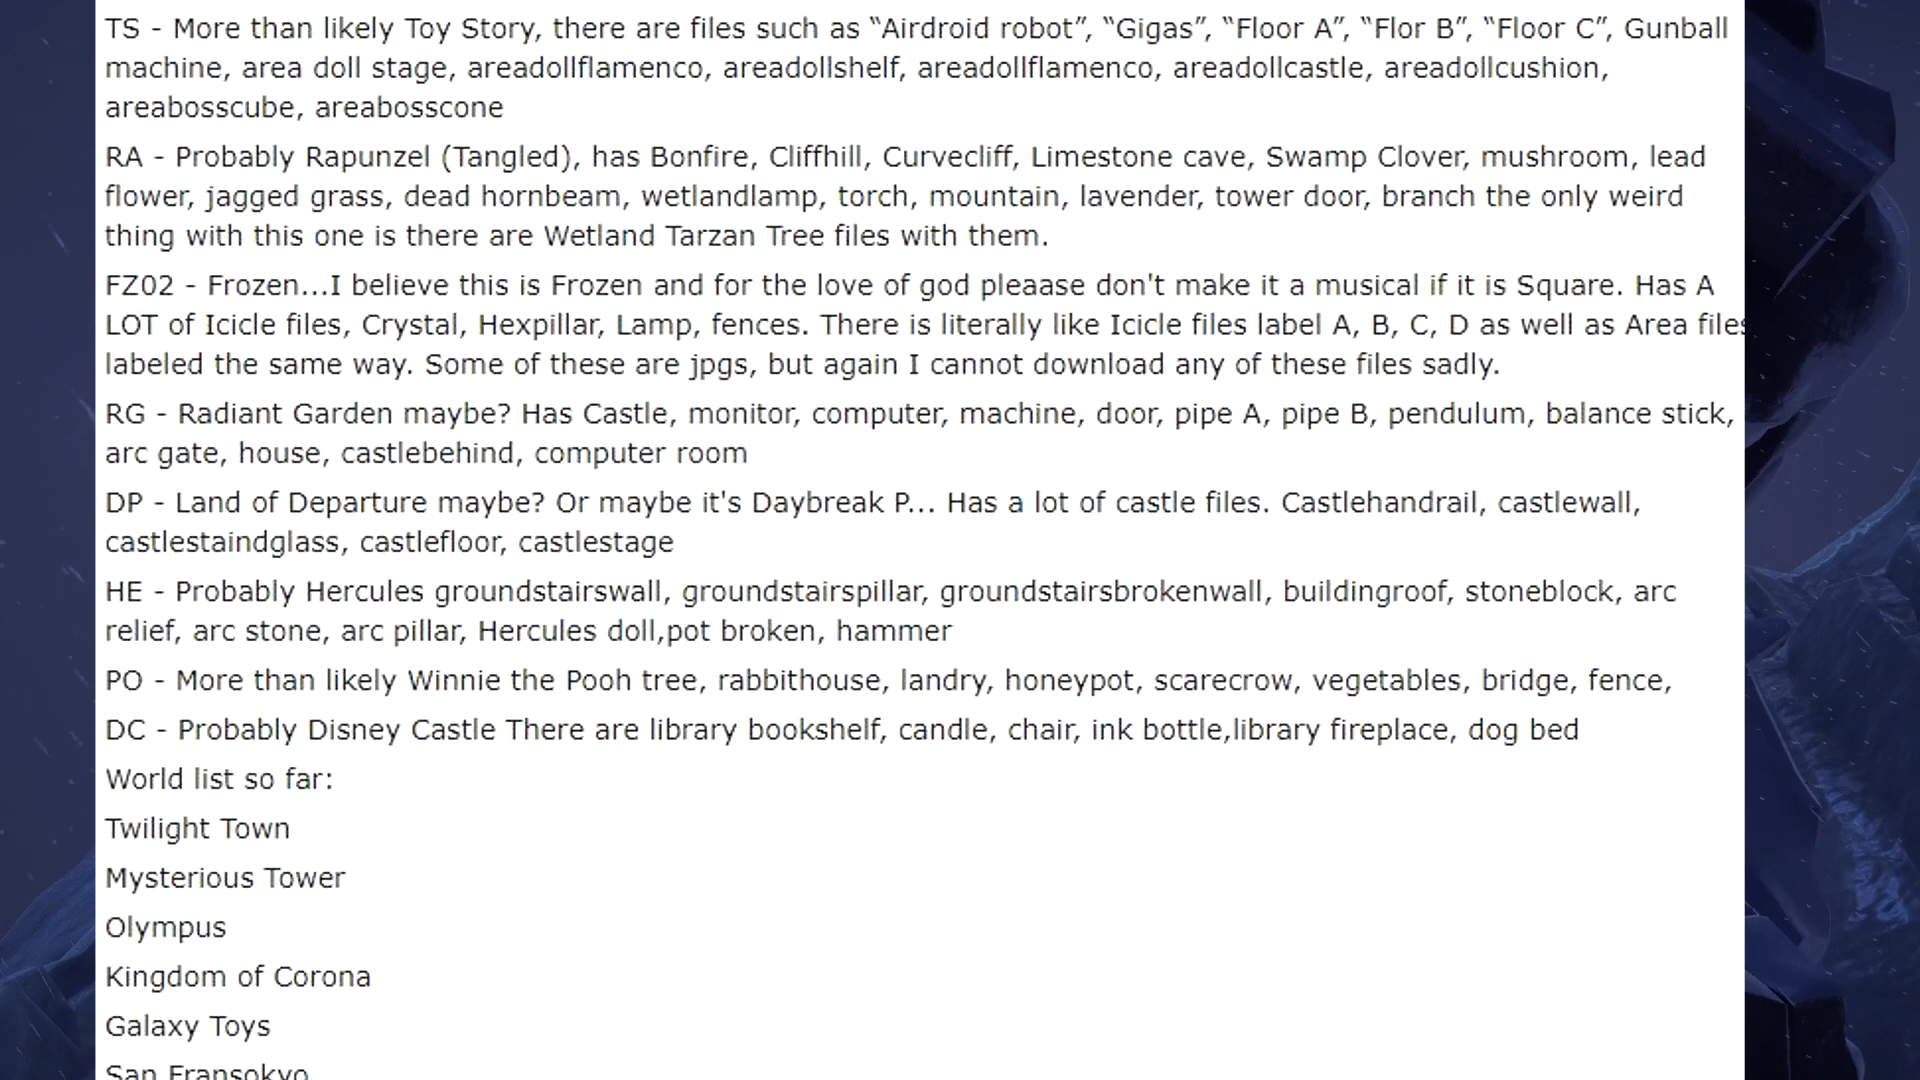 TS - More than likely Toy Story, there are files such as “Airdroid robot”, “Gigas”, “Floor A”, “Flor B”, “Floor C”, Gunball
machine, area doll stage, areadollflamenco, areadollshelf, areadollflamenco, areadollcastle, areadollcushion,
areabosscube, areabosscone
RA - Probably Rapunzel (Tangled), has Bonfire, Cliffhill, Curvecliff, Limestone cave, Swamp Clover, mushroom, lead
flower, jagged grass, dead hornbeam, wetlandlamp, torch, mountain, lavender, tower door, branch the only weird
thing with this one is there are Wetland Tarzan Tree files with them.
FZ02 - Frozen...I believe this is Frozen and for the love of god pleaase don't make it a musical if it is Square. Has A
LOT of Icicle files, Crystal, Hexpillar, Lamp, fences. There is literally like Icicle files label A, B, C, D as well as Area files
labeled the same way. Some of these are jpgs, but again I cannot download any of these files sadly.
RG - Radiant Garden maybe? Has Castle, monitor, computer, machine, door, pipe A, pipe B, pendulum, balance stick,
arc gate, house, castlebehind, computer room
DP - Land of Departure maybe? Or maybe it's Daybreak P... Has a lot of castle files. Castlehandrail, castlewall,
castlestaindglass, castlefloor, castlestage
HE - Probably Hercules groundstairswall, groundstairspillar, groundstairsbrokenwall, buildingroof, stoneblock, arc
relief, arc stone, arc pillar, Hercules doll,pot broken, hammer
PO - More than likely Winnie the Pooh tree, rabbithouse, landry, honeypot, scarecrow, vegetables, bridge, fence,
DC - Probably Disney Castle There are library bookshelf, candle, chair, ink bottle,library fireplace, dog bed
World list so far:
Twilight Town
Mysterious Tower
Olympus
Kingdom of Corona
Galaxy Toys
San Fransokyo